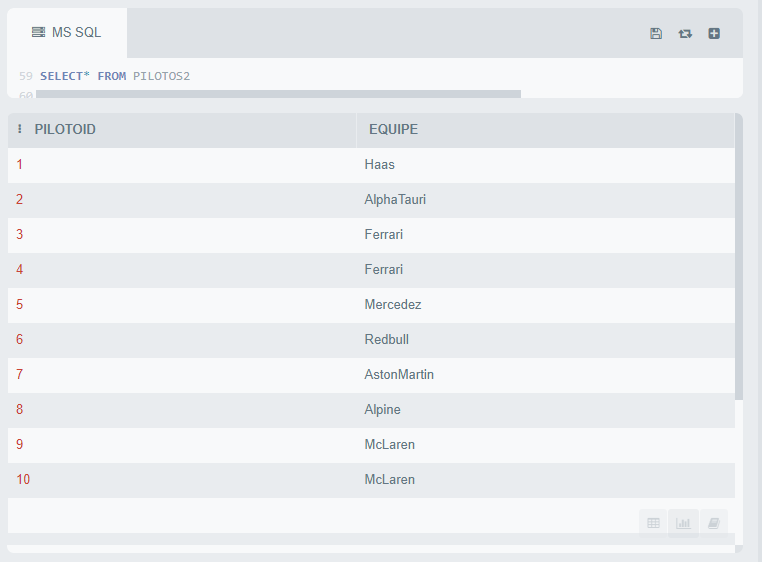 MS SQL
59 SELECT* FROM PILOTOS2
60
PILOTOID EQUIPE
1 Haas
2 AlphaTauri
3 Ferrari
4 Ferrari
5 Mercedez
6 Redbull
7 AstonMartin
8 Alpine
9 McLaren
10 McLaren